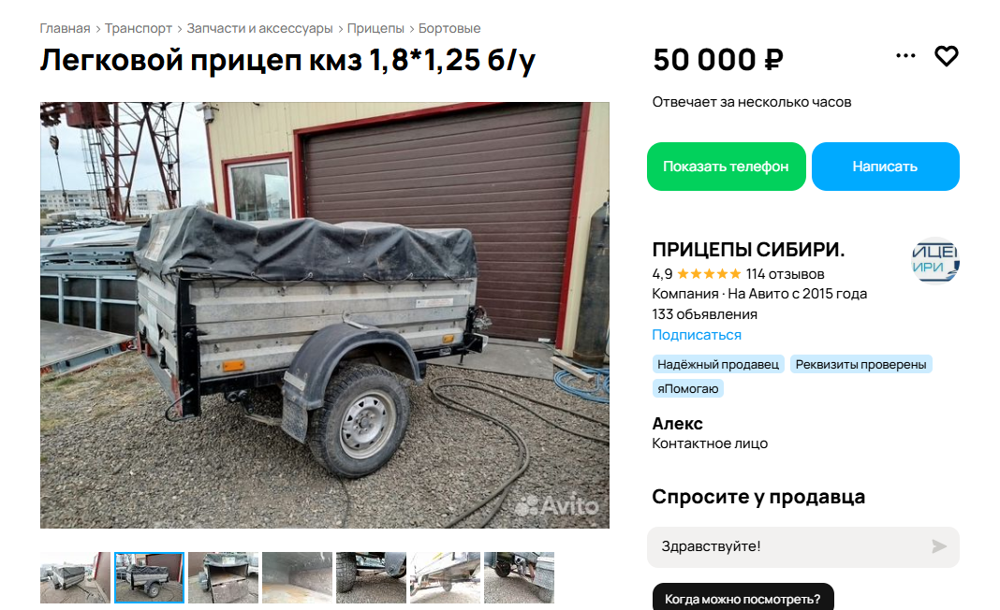 Главная › Транспорт › Запчасти и аксессуары › Прицепы › Бортовые
Легковой прицеп кмз 1,8*1,25 б/у
50 000 ₽
Отвечает за несколько часов
Показать телефон
Написать
ПРИЦЕПЫ СИБИРИ.
4,9 ★★★★★ 114 отзывов
Компания · На Авито с 2015 года
133 объявления
Подписаться
Надёжный продавец
Реквизиты проверены
яПомогаю
Алекс
Контактное лицо
Спросите у продавца
Здравствуйте!
Когда можно посмотреть?
Avito
ИЦЕ
ИРИ